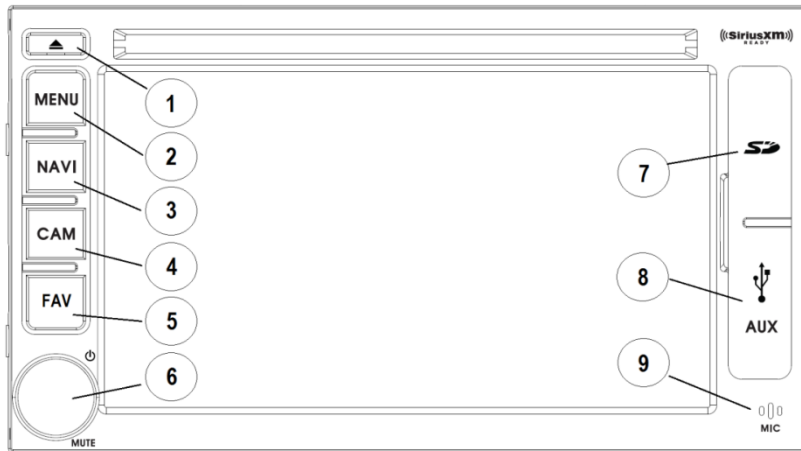 ((SiriusXM))
READY
1
MENU
2
NAVI
3
CAM
4
FAV
5
6
MUTE
7
8
AUX
9
MIC